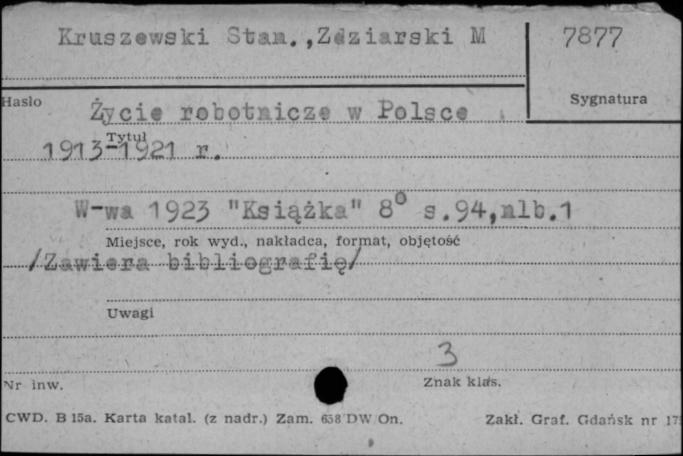 Kruszewski Stan.,Zdziarski M 7877
Hasło Sygnatura
Życie robotnicze w Polsce
Tytuł
1913-1921 r.
W-wa 1923 "Książka" 8° s.94,nlb.1
Miejsce, rok wyd., nakładca, format, objętość
/Zawiera bibliografię/
Uwagi
3
Nr inw. Znak klas.
CWD. B 15a. Karta katal. (z nadr.) Zam. 658 DW/On. Zakł. Graf. Gdańsk nr